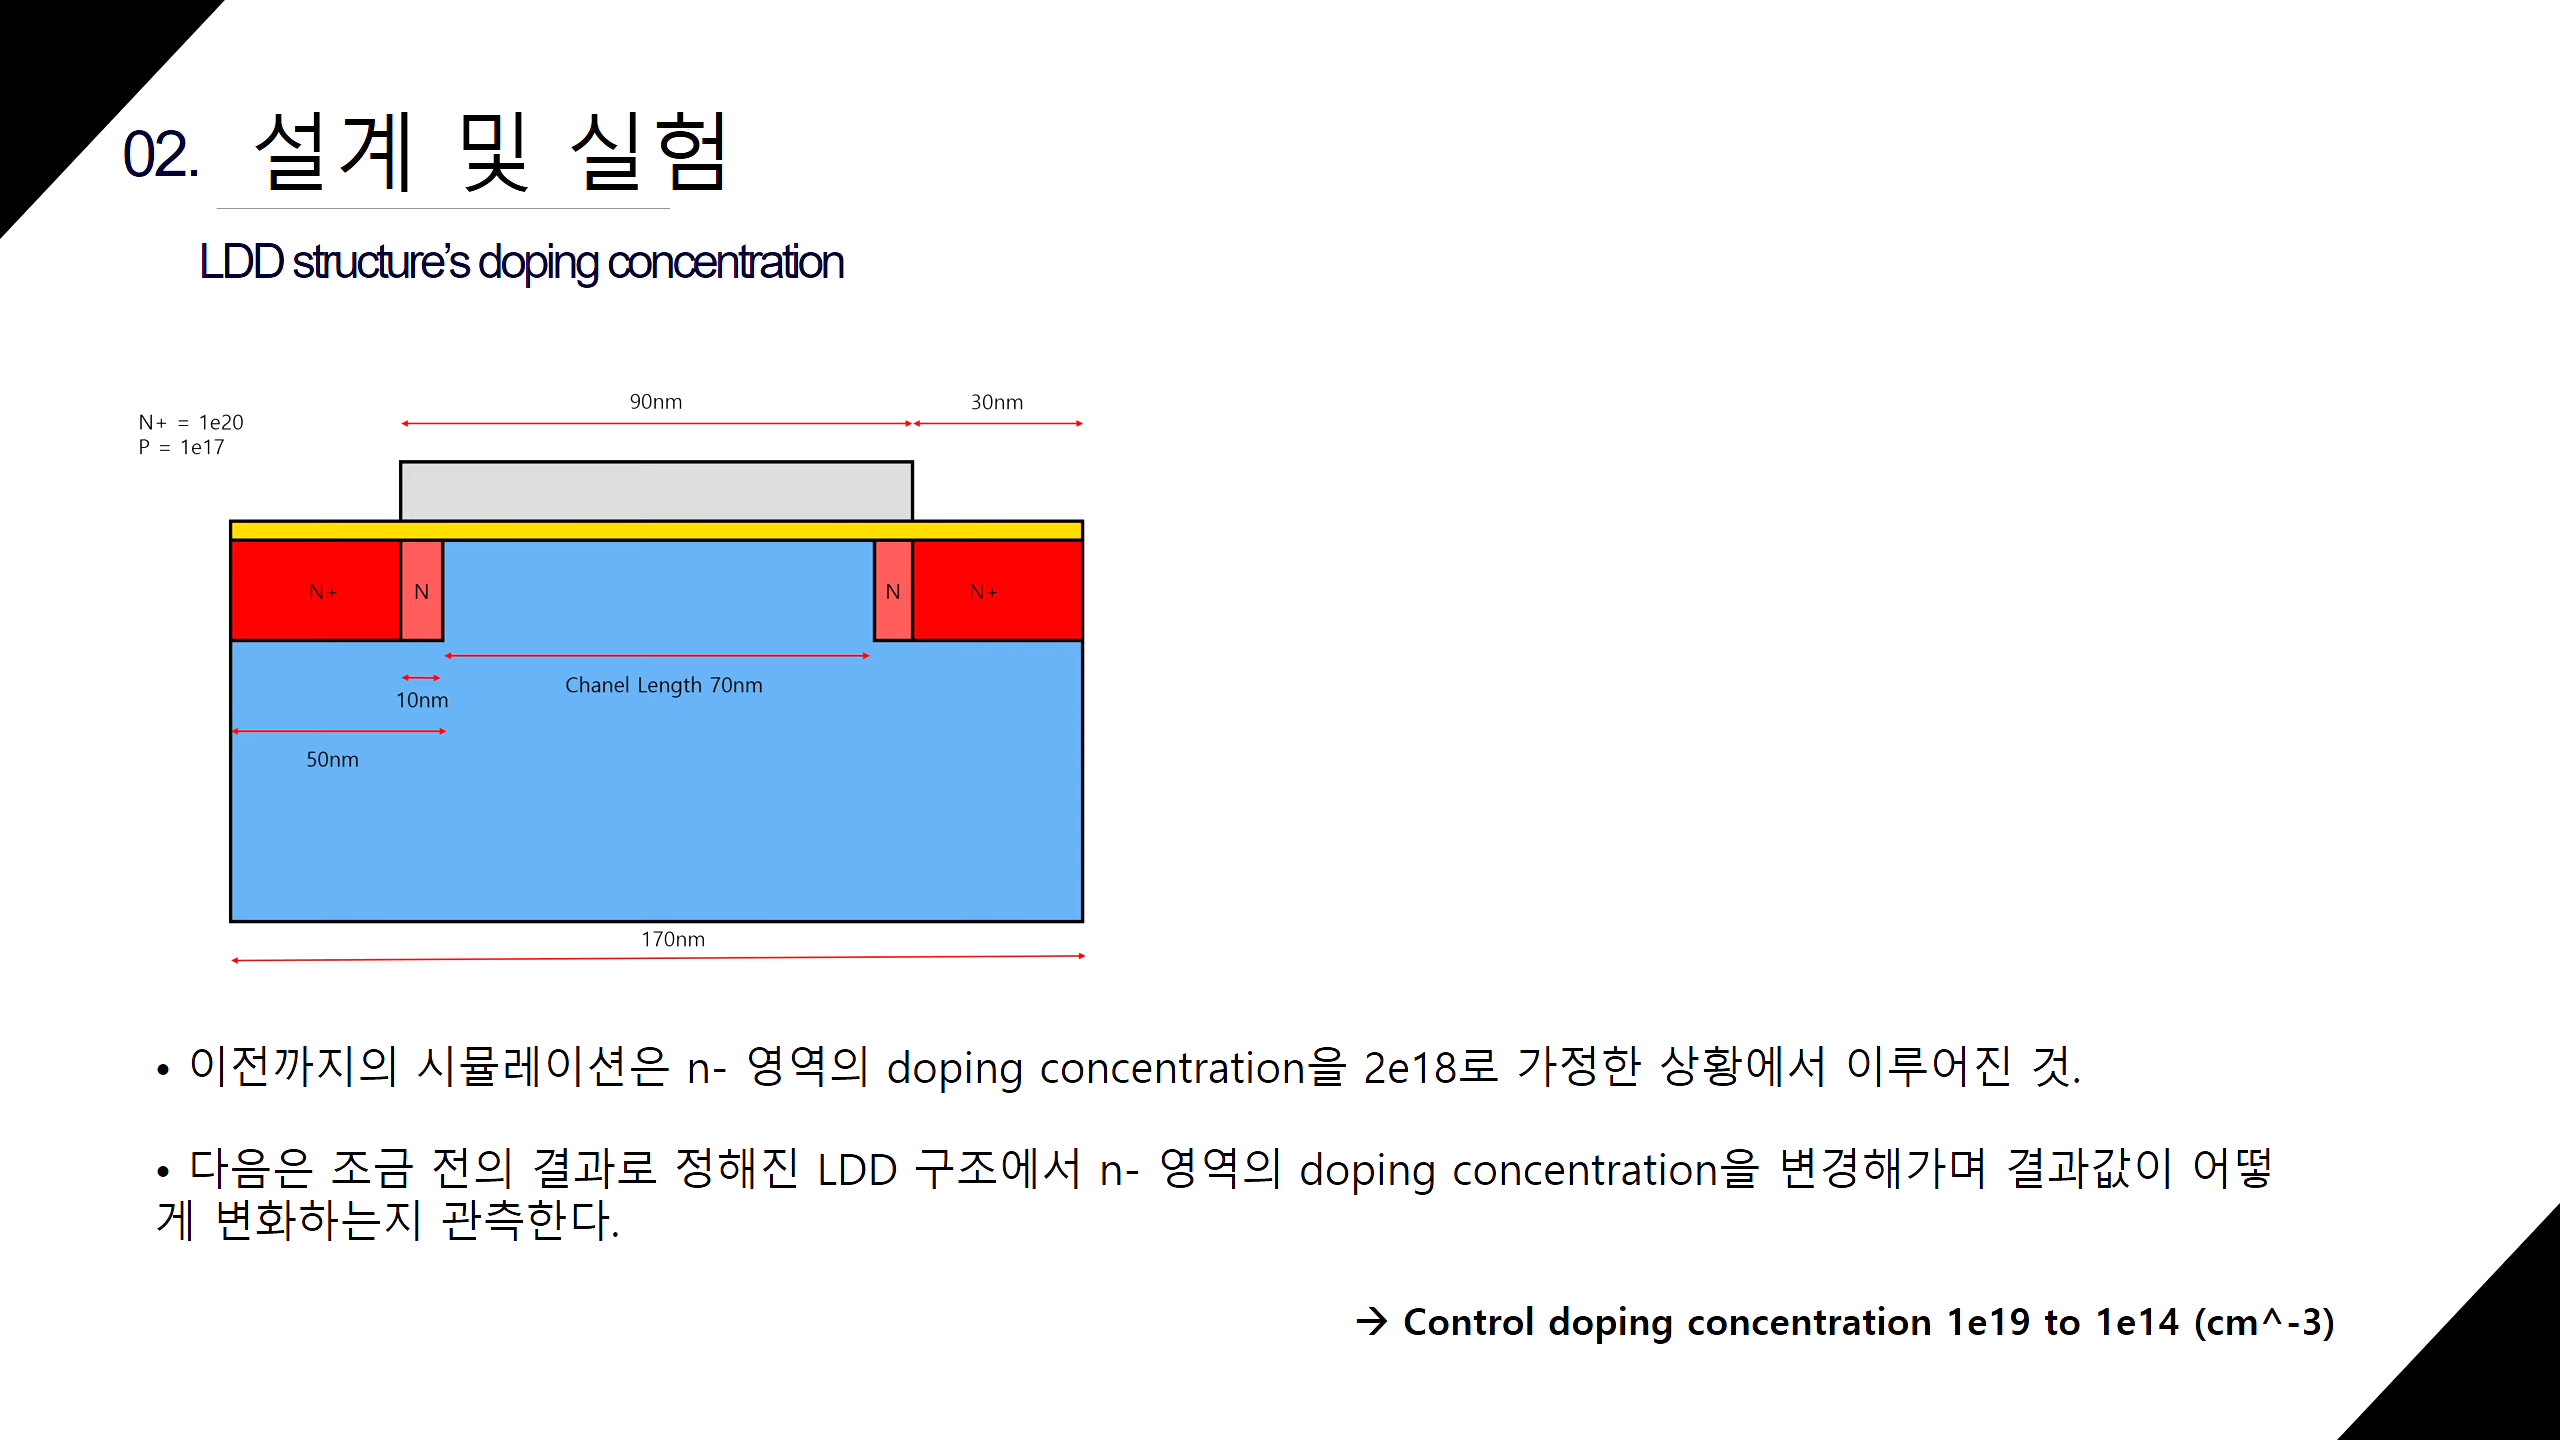 02. 설계 및 실험
LDD structure’s doping concentration
90nm
30nm
N+ = 1e20
P = 1e17
N+
N
N
N+
Chanel Length 70nm
10nm
50nm
170nm
• 이전까지의 시뮬레이션은 n- 영역의 doping concentration을 2e18로 가정한 상황에서 이루어진 것.
• 다음은 조금 전의 결과로 정해진 LDD 구조에서 n- 영역의 doping concentration을 변경해가며 결과값이 어떻
게 변화하는지 관측한다.
→ Control doping concentration 1e19 to 1e14 (cm^-3)